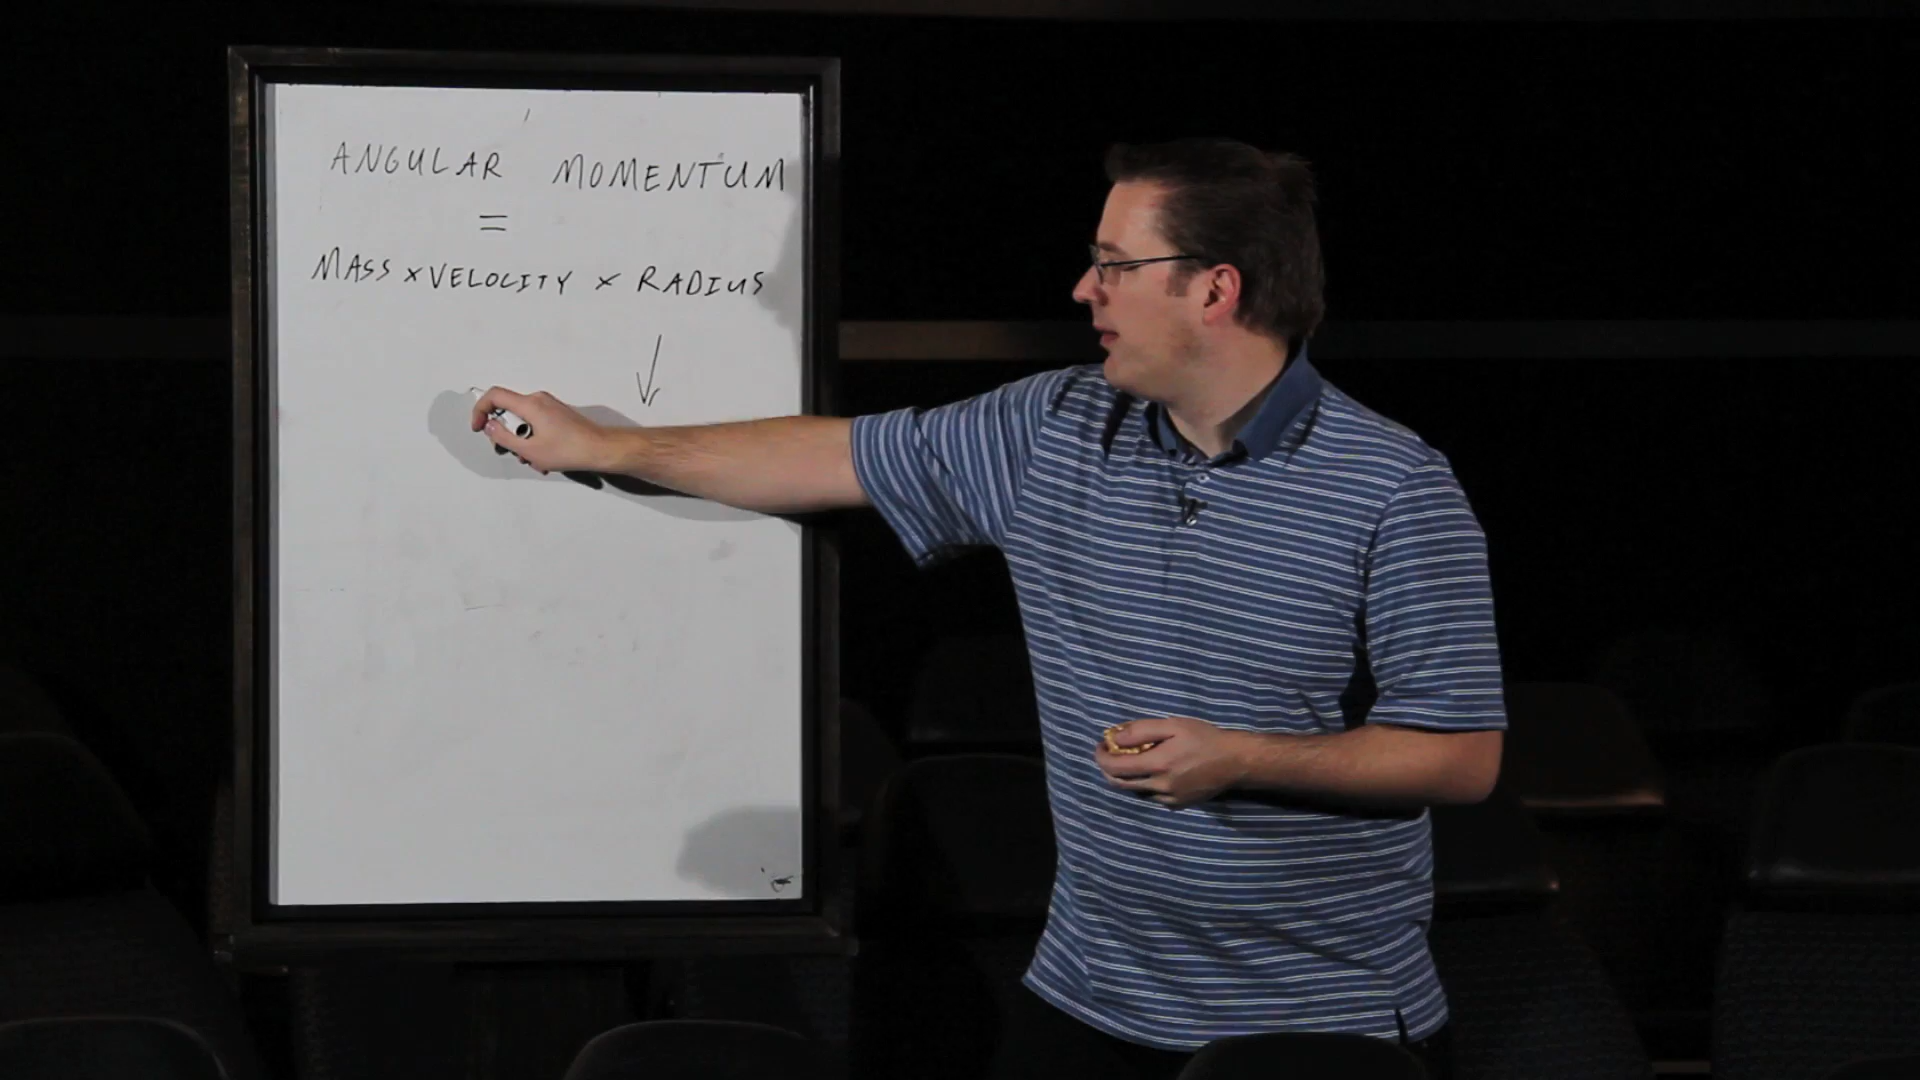 ANGULAR MOMENTUM
=
MASS × VELOCITY × RADIUS
↓